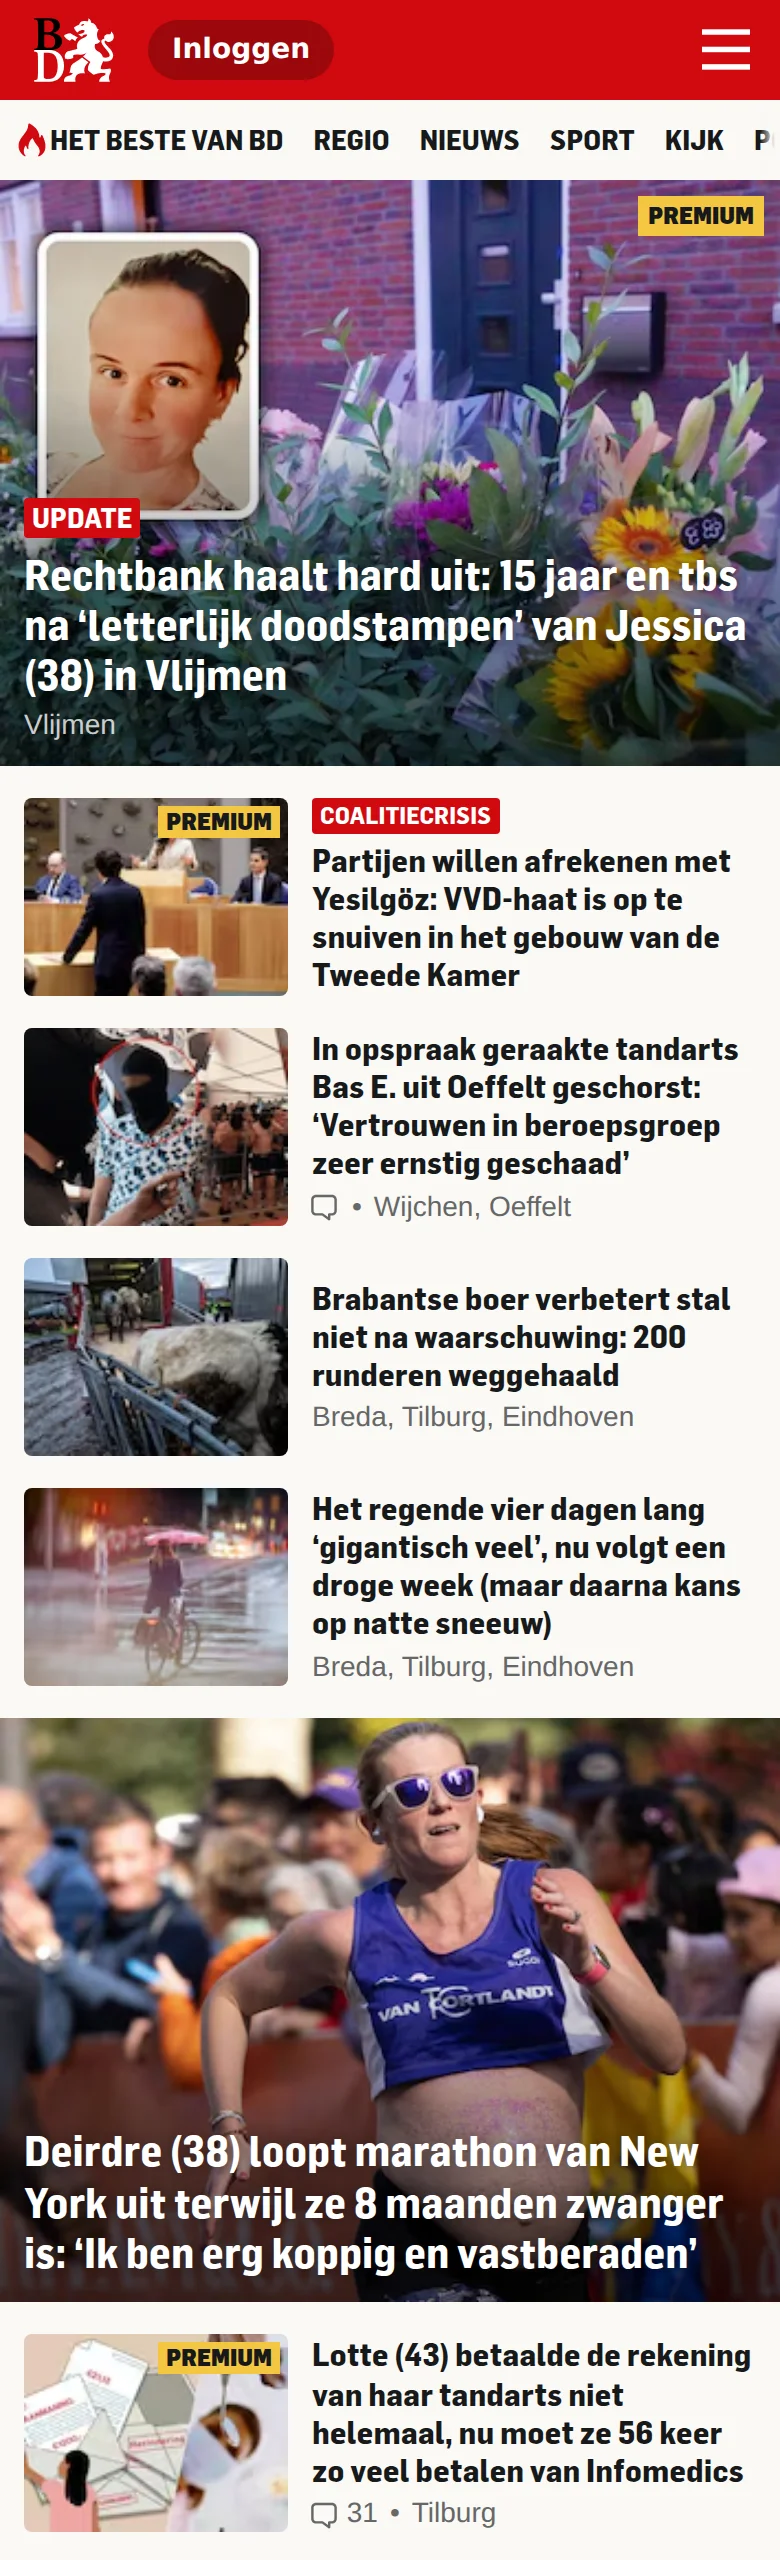 BD
Inloggen
HET BESTE VAN BD REGIO NIEUWS SPORT KIJK
PREMIUM
UPDATE
Rechtbank haalt hard uit: 15 jaar en tbs
na ‘letterlijk doodstampen’ van Jessica
(38) in Vlijmen
Vlijmen
PREMIUM
COALITIECRISIS
Partijen willen afrekenen met
Yesilgöz: VVD-haat is op te
snuiven in het gebouw van de
Tweede Kamer
In opspraak geraakte tandarts
Bas E. uit Oeffelt geschorst:
‘Vertrouwen in beroepsgroep
zeer ernstig geschaad’
• Wijchen, Oeffelt
Brabantse boer verbetert stal
niet na waarschuwing: 200
runderen weggehaald
Breda, Tilburg, Eindhoven
Het regende vier dagen lang
‘gigantisch veel’, nu volgt een
droge week (maar daarna kans
op natte sneeuw)
Breda, Tilburg, Eindhoven
VAN CORTLANDT
Deirdre (38) loopt marathon van New
York uit terwijl ze 8 maanden zwanger
is: ‘Ik ben erg koppig en vastberaden’
PREMIUM
Lotte (43) betaalde de rekening
van haar tandarts niet
helemaal, nu moet ze 56 keer
zo veel betalen van Infomedics
31 • Tilburg